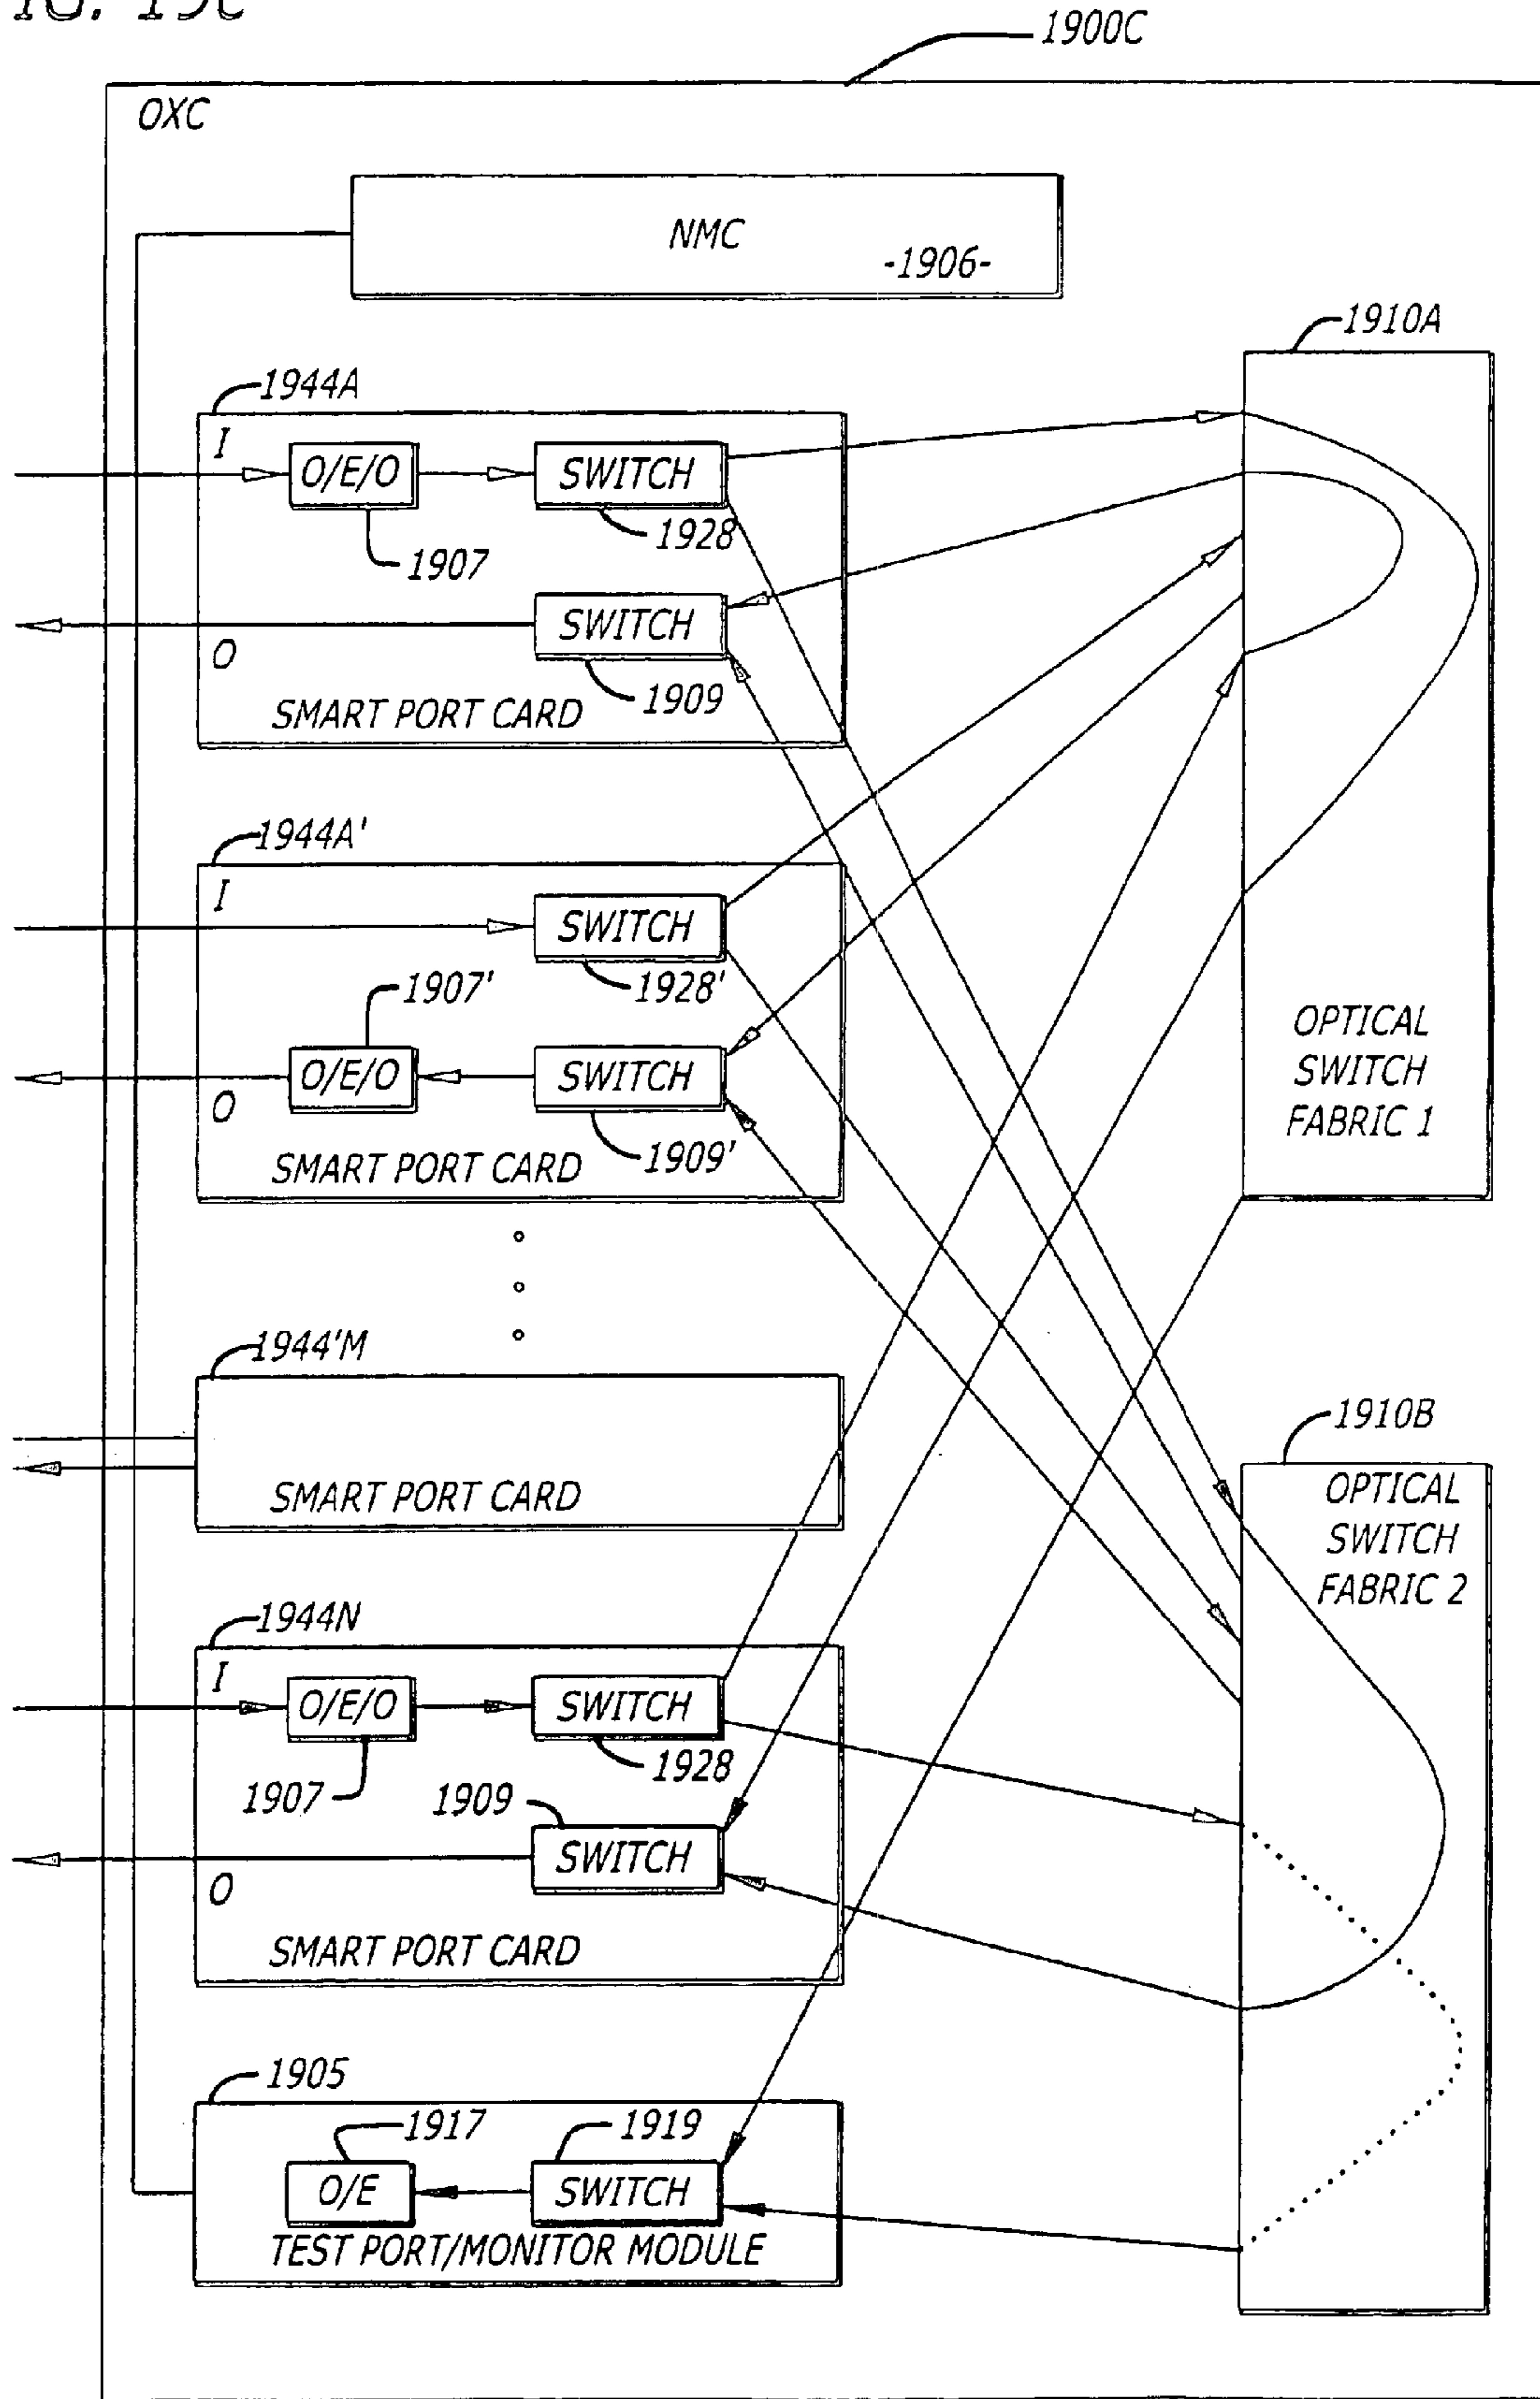 FIG. 19C
1900C
OXC
NMC
-1906-
1910A
1944A
I
O/E/O
SWITCH
1928
1907
SWITCH
O
1909
SMART PORT CARD
1944A'
I
SWITCH
1928'
1907'
O/E/O
SWITCH
O
1909'
SMART PORT CARD
OPTICAL
SWITCH
FABRIC 1
1944'M
SMART PORT CARD
1910B
OPTICAL
SWITCH
FABRIC 2
1944N
I
O/E/O
SWITCH
1928
1907
1909
SWITCH
O
SMART PORT CARD
1905
1917
1919
O/E
SWITCH
TEST PORT/MONITOR MODULE